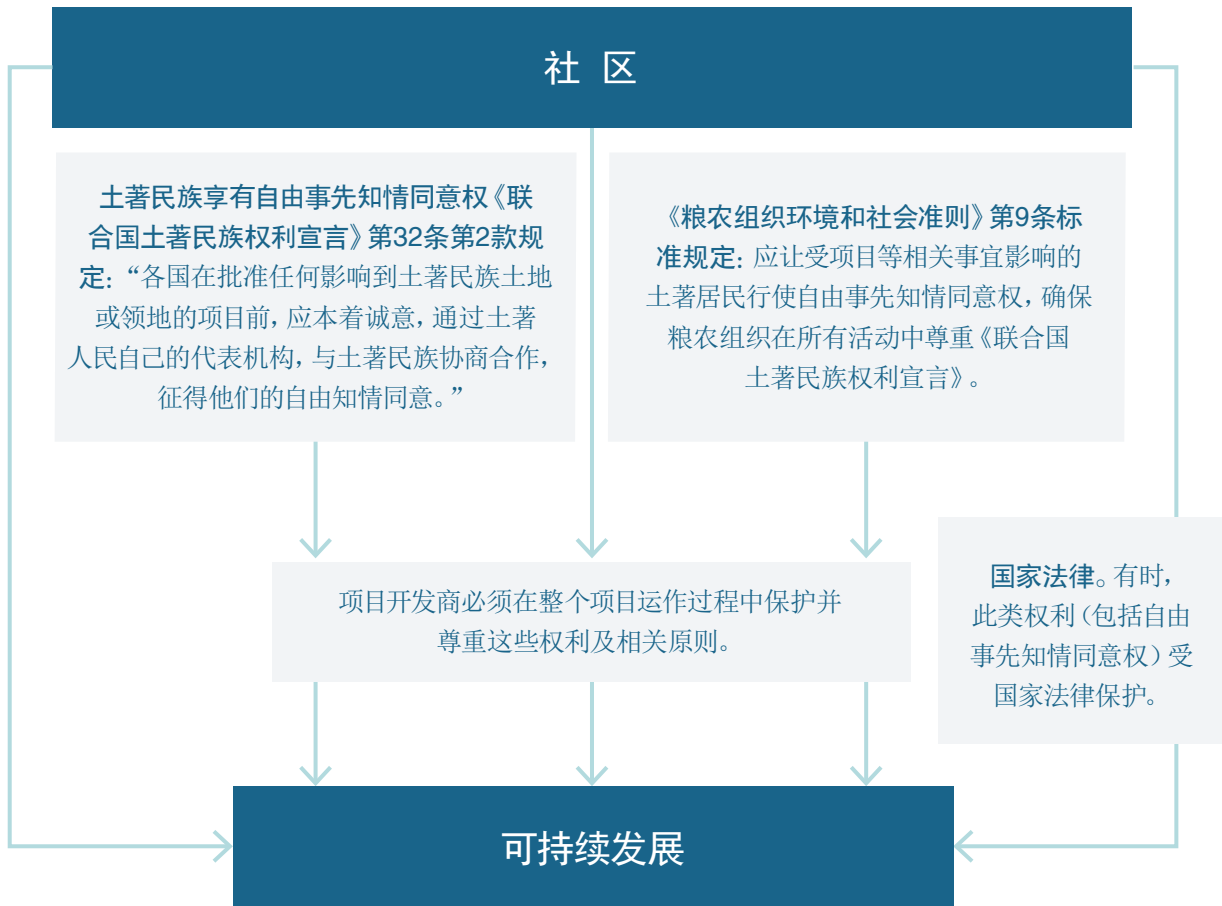 社 区
土著民族享有自由事先知情同意权《联
合国土著民族权利宣言》第32条第2款规
定：“各国在批准任何影响到土著民族土地
或领地的项目前，应本着诚意，通过土著
人民自己的代表机构，与土著民族协商合作，
征得他们的自由知情同意。”
《粮农组织环境和社会准则》第9条标
准规定：应让受项目等相关事宜影响的
土著居民行使自由事先知情同意权，确保
粮农组织在所有活动中尊重《联合国
土著民族权利宣言》。
项目开发商必须在整个项目运作过程中保护并
尊重这些权利及相关原则。
国家法律。有时，
此类权利（包括自由
事先知情同意权）受
国家法律保护。
可持续发展